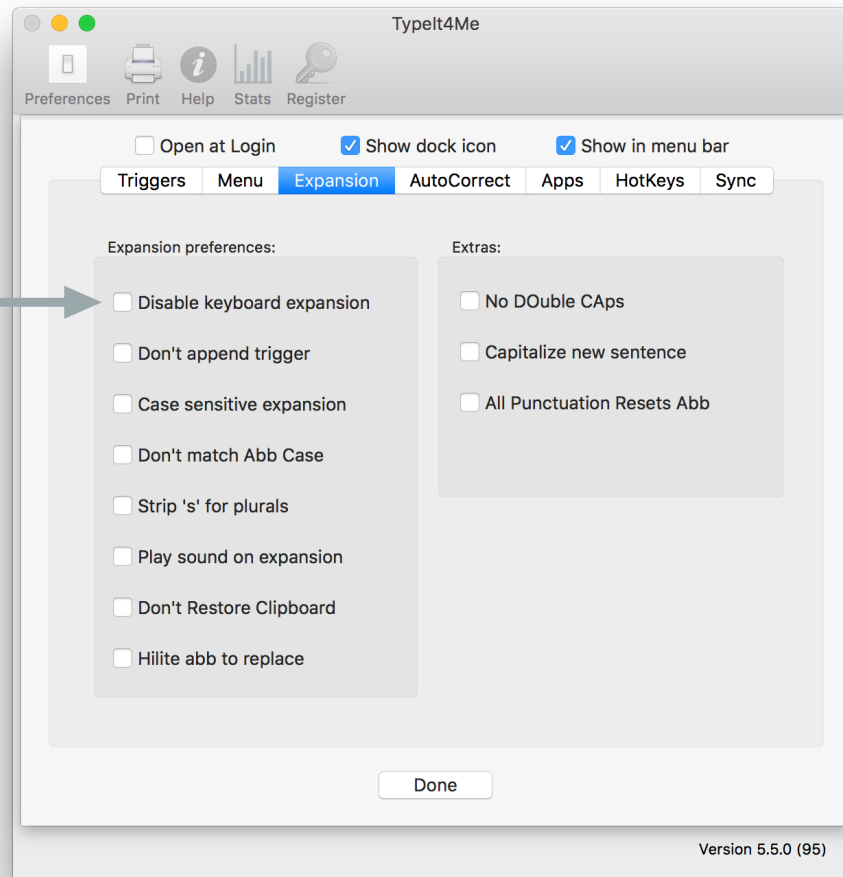 TypeIt4Me
Preferences Print Help Stats Register
Open at Login Show dock icon Show in menu bar
Triggers Menu Expansion AutoCorrect Apps HotKeys Sync
Expansion preferences:
Disable keyboard expansion
Don't append trigger
Case sensitive expansion
Don't match Abb Case
Strip 's' for plurals
Play sound on expansion
Don't Restore Clipboard
Hilite abb to replace
Extras:
No DOuble CAps
Capitalize new sentence
All Punctuation Resets Abb
Done
Version 5.5.0 (95)